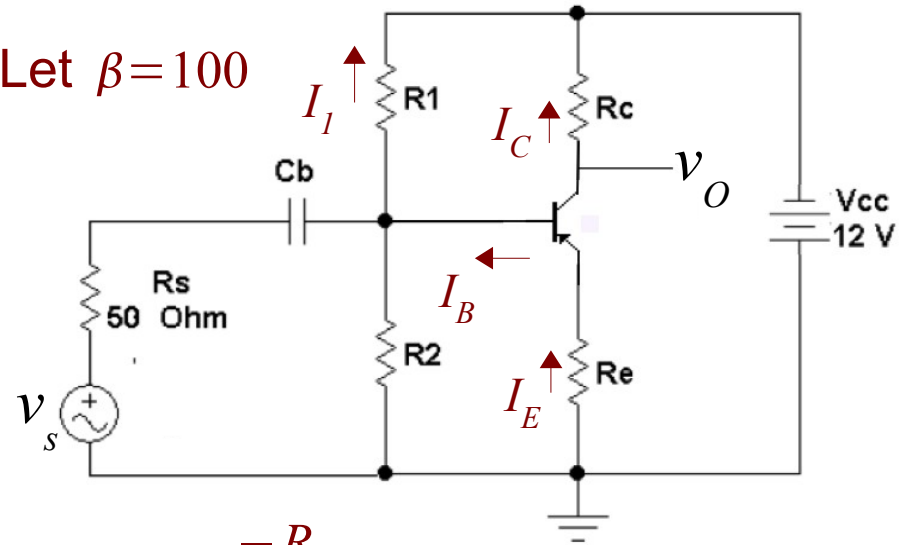 Let β=100
I1
R1
IC
Rc
Cb
vO
Vcc
12 V
Rs
50 Ohm
IB
R2
vs
IE
Re
− R